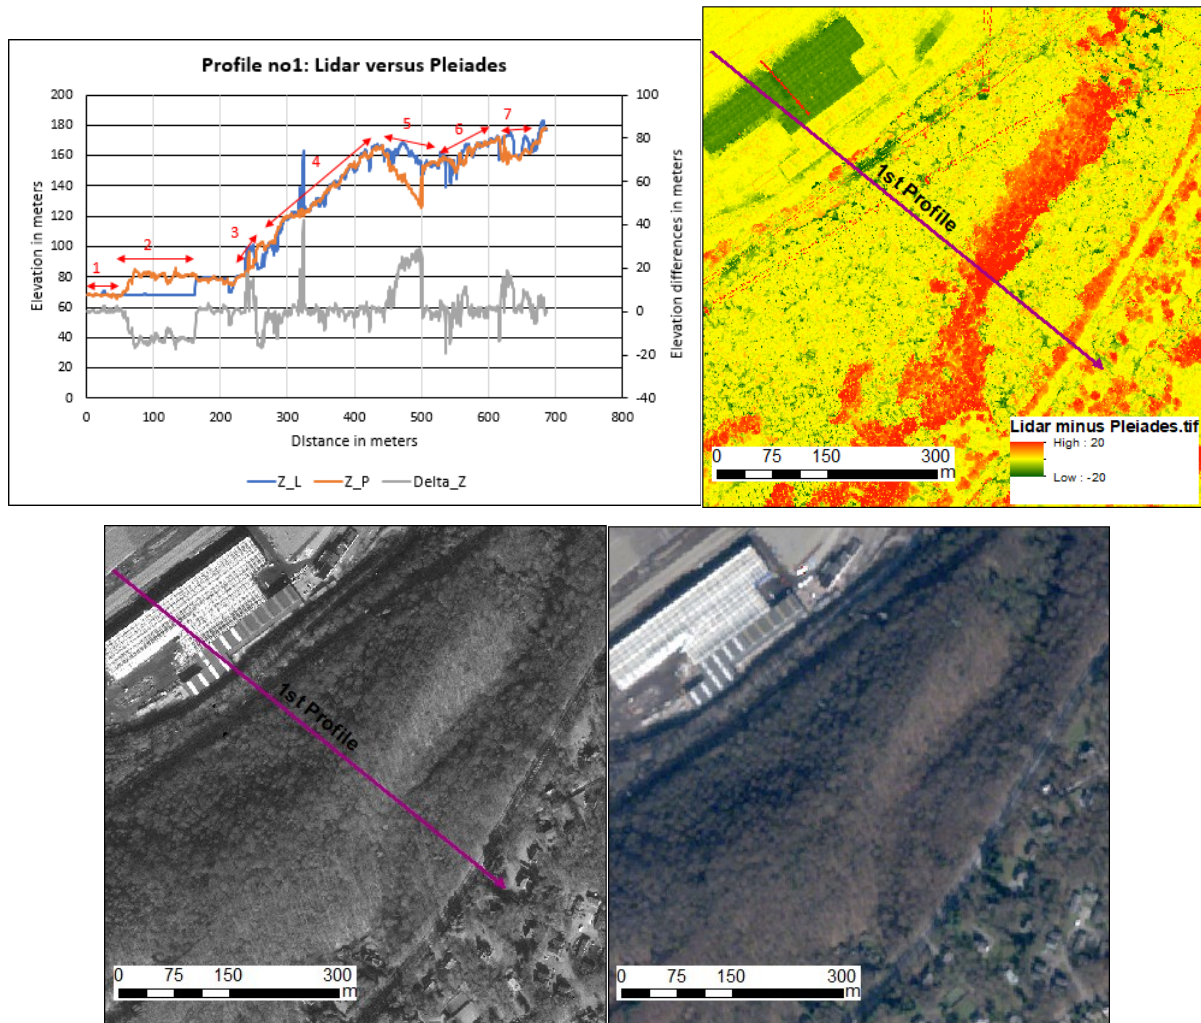 Profile no1: Lidar versus Pleiades
Elevation in meters
200
180
160
140
120
100
80
60
40
20
0
100
80
60
40
20
0
-20
-40
Elevation differences in meters
1
2
3
4
5
6
7
0 100 200 300 400 500 600 700 800
DIstance in meters
Z_L Z_P Delta_Z
1st Profile
Lidar minus Pleiades.tif
High : 20
Low : -20
0 75 150 300
m
1st Profile
0 75 150 300
m
0 75 150 300
m